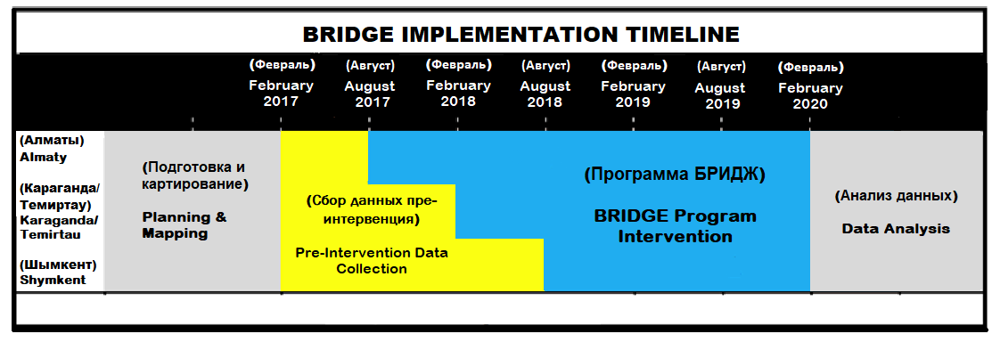 BRIDGE IMPLEMENTATION TIMELINE
(Февраль)
February
2017
(Август)
August
2017
(Февраль)
February
2018
(Август)
August
2018
(Февраль)
February
2019
(Август)
August
2019
(Февраль)
February
2020
(Алматы)
Almaty
(Караганда/
Темиртау)
Karaganda/
Temirtau
(Шымкент)
Shymkent
(Подготовка и
картирование)
Planning &
Mapping
(Сбор данных пре-
интервенция)
Pre-Intervention Data
Collection
(Программа БРИДЖ)
BRIDGE Program
Intervention
(Анализ данных)
Data Analysis